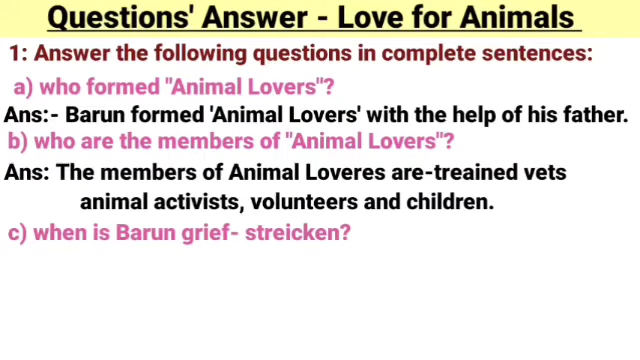 Questions' Answer - Love for Animals
1: Answer the following questions in complete sentences:
a) who formed "Animal Lovers"?
Ans:- Barun formed 'Animal Lovers' with the help of his father.
b) who are the members of "Animal Lovers"?
Ans: The members of Animal Loveres are-treained vets
animal activists, volunteers and children.
c) when is Barun grief- streicken?